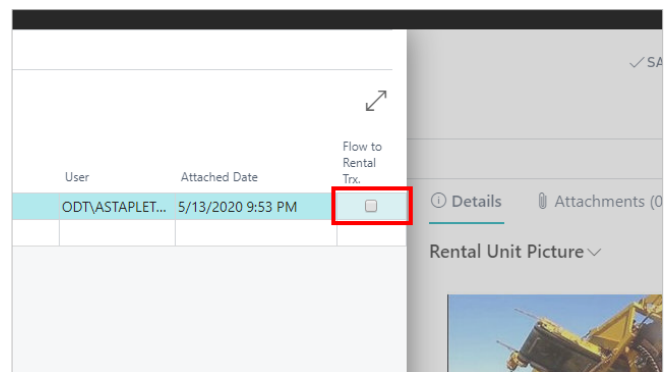 SA
Flow to
Rental
Trx.
User
Attached Date
ODT\ASTAPLET...
5/13/2020 9:53 PM
Details
Attachments (0
Rental Unit Picture